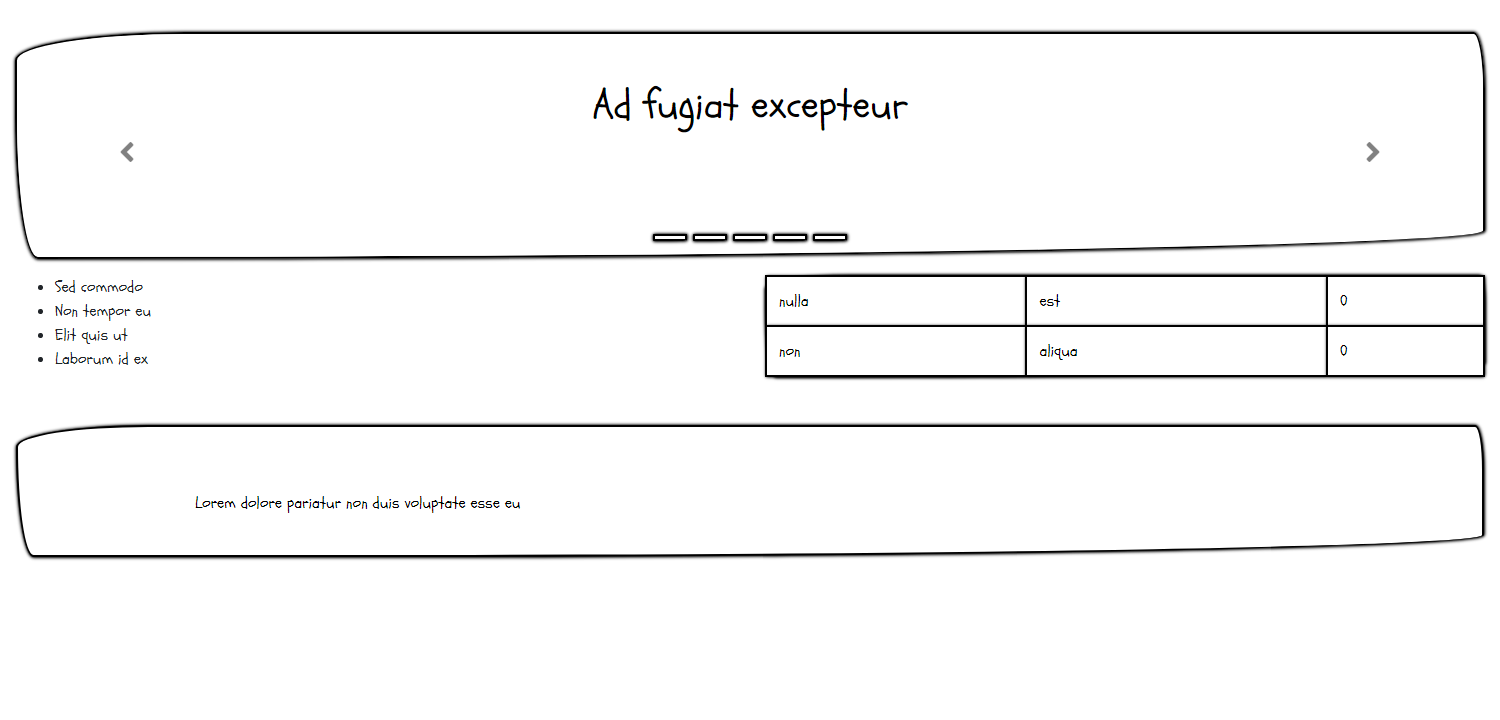 Ad fugiat excepteur
Sed commodo
Non tempor eu
Elit quis ut
Laborum id ex
nulla est 0
non aliqua 0
Lorem dolore pariatur non duis voluptate esse eu